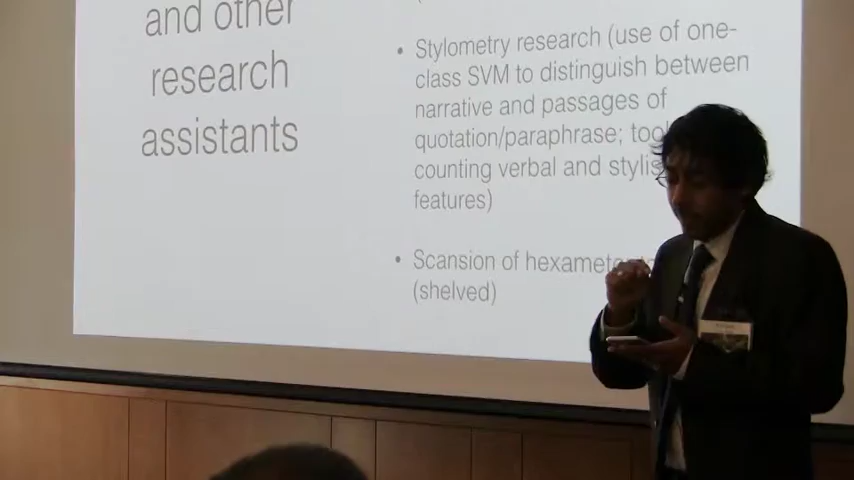 and other
research
assistants
• Stylometry research (use of one-
class SVM to distinguish between
narrative and passages of
quotation/paraphrase;
counting verbal and
features)
• Scansion of
(shelved)